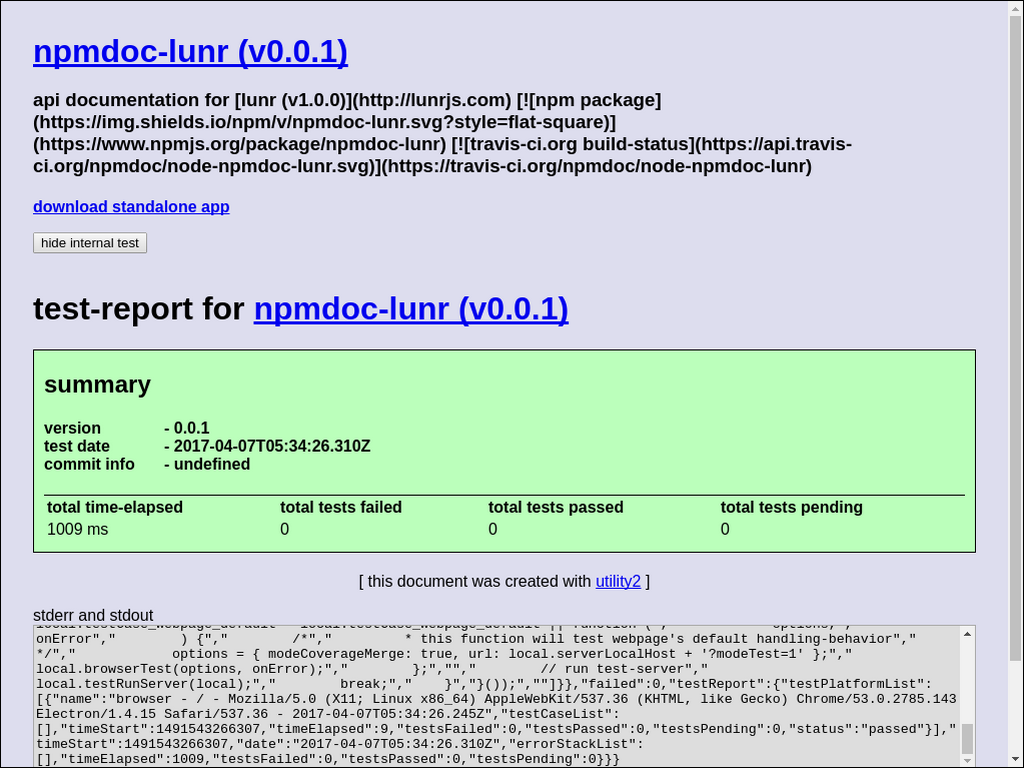 npmdoc-lunr (v0.0.1)
api documentation for [lunr (v1.0.0)](http://lunrjs.com) [![npm package]
(https://img.shields.io/npm/v/npmdoc-lunr.svg?style=flat-square)]
(https://www.npmjs.org/package/npmdoc-lunr) [![travis-ci.org build-status](https://api.travis-
ci.org/npmdoc/node-npmdoc-lunr.svg)](https://travis-ci.org/npmdoc/node-npmdoc-lunr)
download standalone app
hide internal test
test-report for npmdoc-lunr (v0.0.1)
summary
version - 0.0.1
test date - 2017-04-07T05:34:26.310Z
commit info - undefined
total time-elapsed total tests failed total tests passed total tests pending
1009 ms 0 0 0
[ this document was created with utility2 ]
stderr and stdout
onError"," ) {"," /*"," * this function will test webpage's default handling-behavior","
*/"," options = { modeCoverageMerge: true, url: local.serverLocalHost + '?modeTest=1' };","
local.browserTest(options, onError);"," };",""," // run test-server","
local.testRunServer(local);"," break;"," }","}());",""]}},"failed":0,"testReport":{"testPlatformList":
[{"name":"browser - / - Mozilla/5.0 (X11; Linux x86_64) AppleWebKit/537.36 (KHTML, like Gecko) Chrome/53.0.2785.143
Electron/1.4.15 Safari/537.36 - 2017-04-07T05:34:26.245Z","testCaseList":
[],"timeStart":1491543266307,"timeElapsed":9,"testsFailed":0,"testsPassed":0,"testsPending":0,"status":"passed"}],"
timeStart":1491543266307,"date":"2017-04-07T05:34:26.310Z","errorStackList":
[],"timeElapsed":1009,"testsFailed":0,"testsPassed":0,"testsPending":0}}}